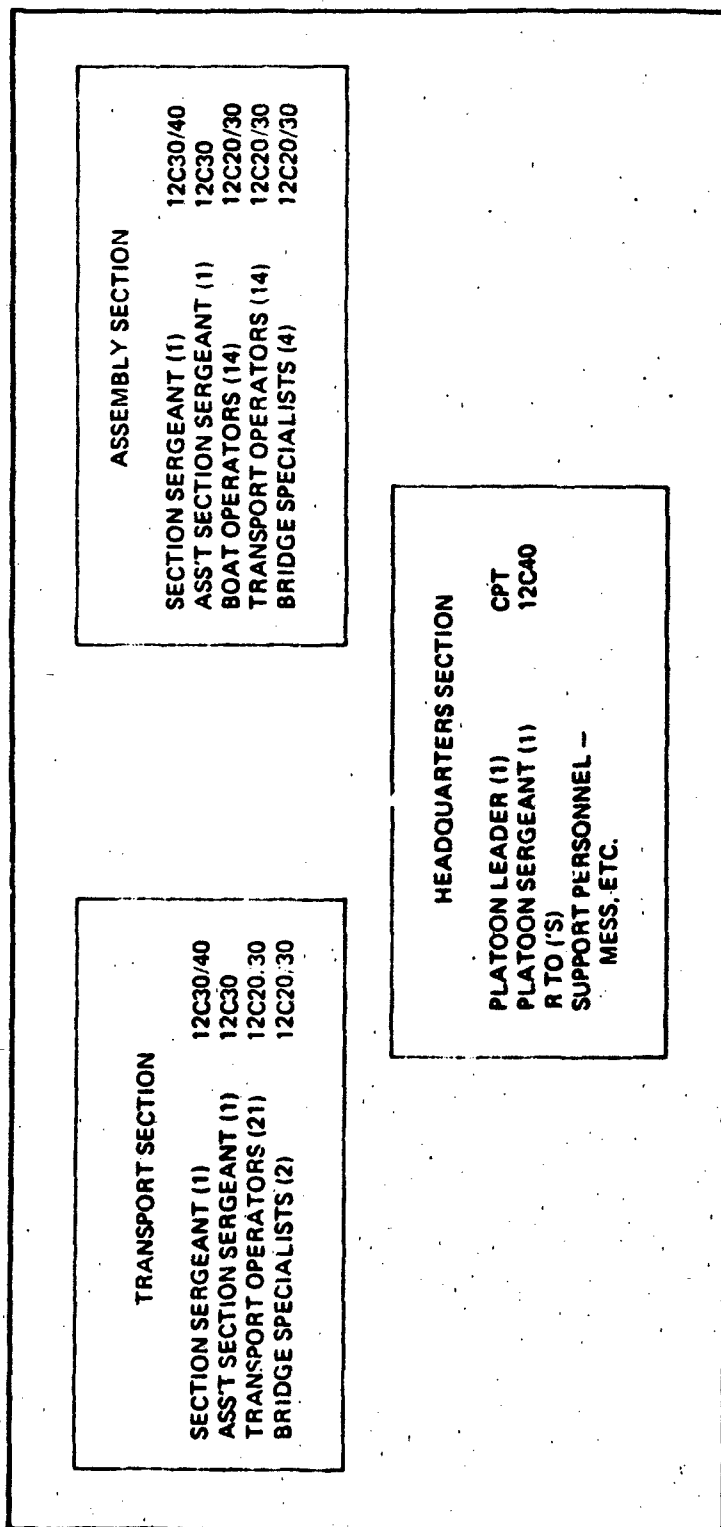 TRANSPORT SECTION
SECTION SERGEANT (1) 12C30/40
ASS'T SECTION SERGEANT (1) 12C30
TRANSPORT OPERATORS (21) 12C20/30
BRIDGE SPECIALISTS (2) 12C20/30
ASSEMBLY SECTION
SECTION SERGEANT (1) 12C30/40
ASS'T SECTION SERGEANT (1) 12C30
BOAT OPERATORS (14) 12C20/30
TRANSPORT OPERATORS (14) 12C20/30
BRIDGE SPECIALISTS (4) 12C20/30
HEADQUARTERS SECTION
PLATOON LEADER (1) CPT
PLATOON SERGEANT (1) 12C40
R TO ('S)
SUPPORT PERSONNEL —
MESS, ETC.